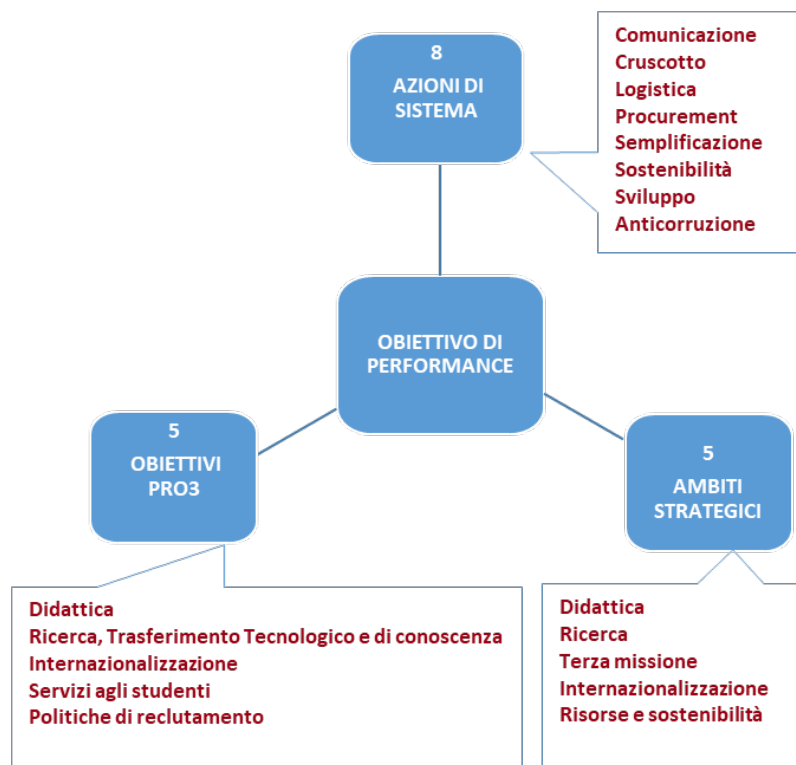 8
AZIONI DI
SISTEMA
Comunicazione
Cruscotto
Logistica
Procurement
Semplificazione
Sostenibilità
Sviluppo
Anticorruzione
OBIETTIVO DI
PERFORMANCE
5
OBIETTIVI
PRO3
5
AMBITI
STRATEGICI
Didattica
Ricerca, Trasferimento Tecnologico e di conoscenza
Internazionalizzazione
Servizi agli studenti
Politiche di reclutamento
Didattica
Ricerca
Terza missione
Internazionalizzazione
Risorse e sostenibilità